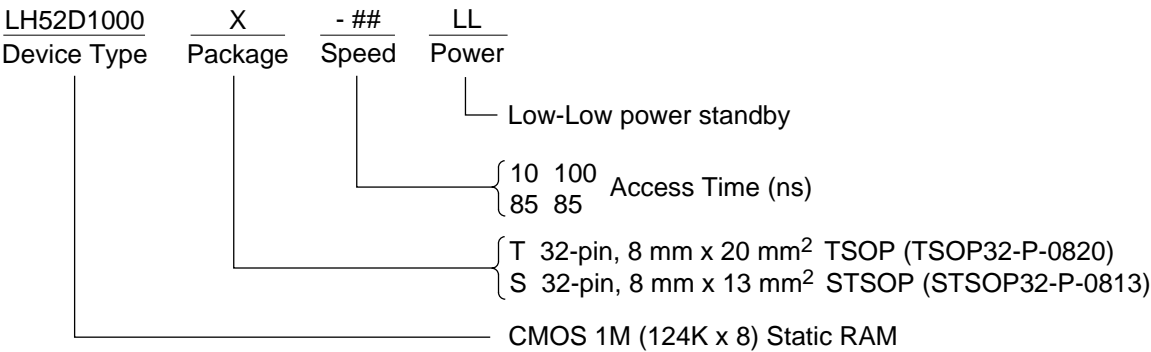 LH52D1000 X - ## LL
Device Type Package Speed Power
Low-Low power standby
10 100
85 85
Access Time (ns)
T 32-pin, 8 mm x 20 mm² TSOP (TSOP32-P-0820)
S 32-pin, 8 mm x 13 mm² STSOP (STSOP32-P-0813)
CMOS 1M (124K x 8) Static RAM